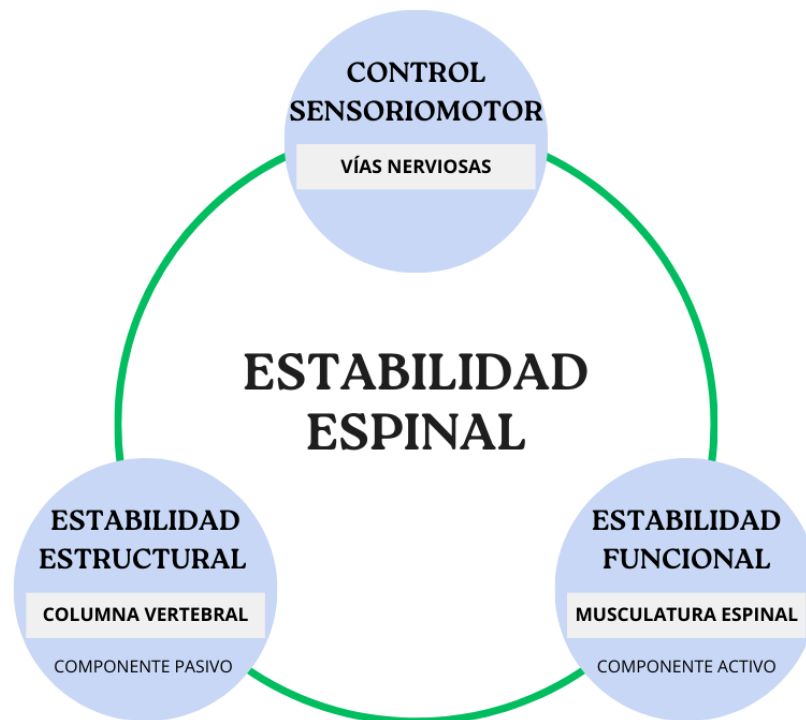 CONTROL
SENSORIOMOTOR
VÍAS NERVIOSAS
ESTABILIDAD
ESPINAL
ESTABILIDAD
ESTRUCTURAL
COLUMNA VERTEBRAL
COMPONENTE PASIVO
ESTABILIDAD
FUNCIONAL
MUSCULATURA ESPINAL
COMPONENTE ACTIVO